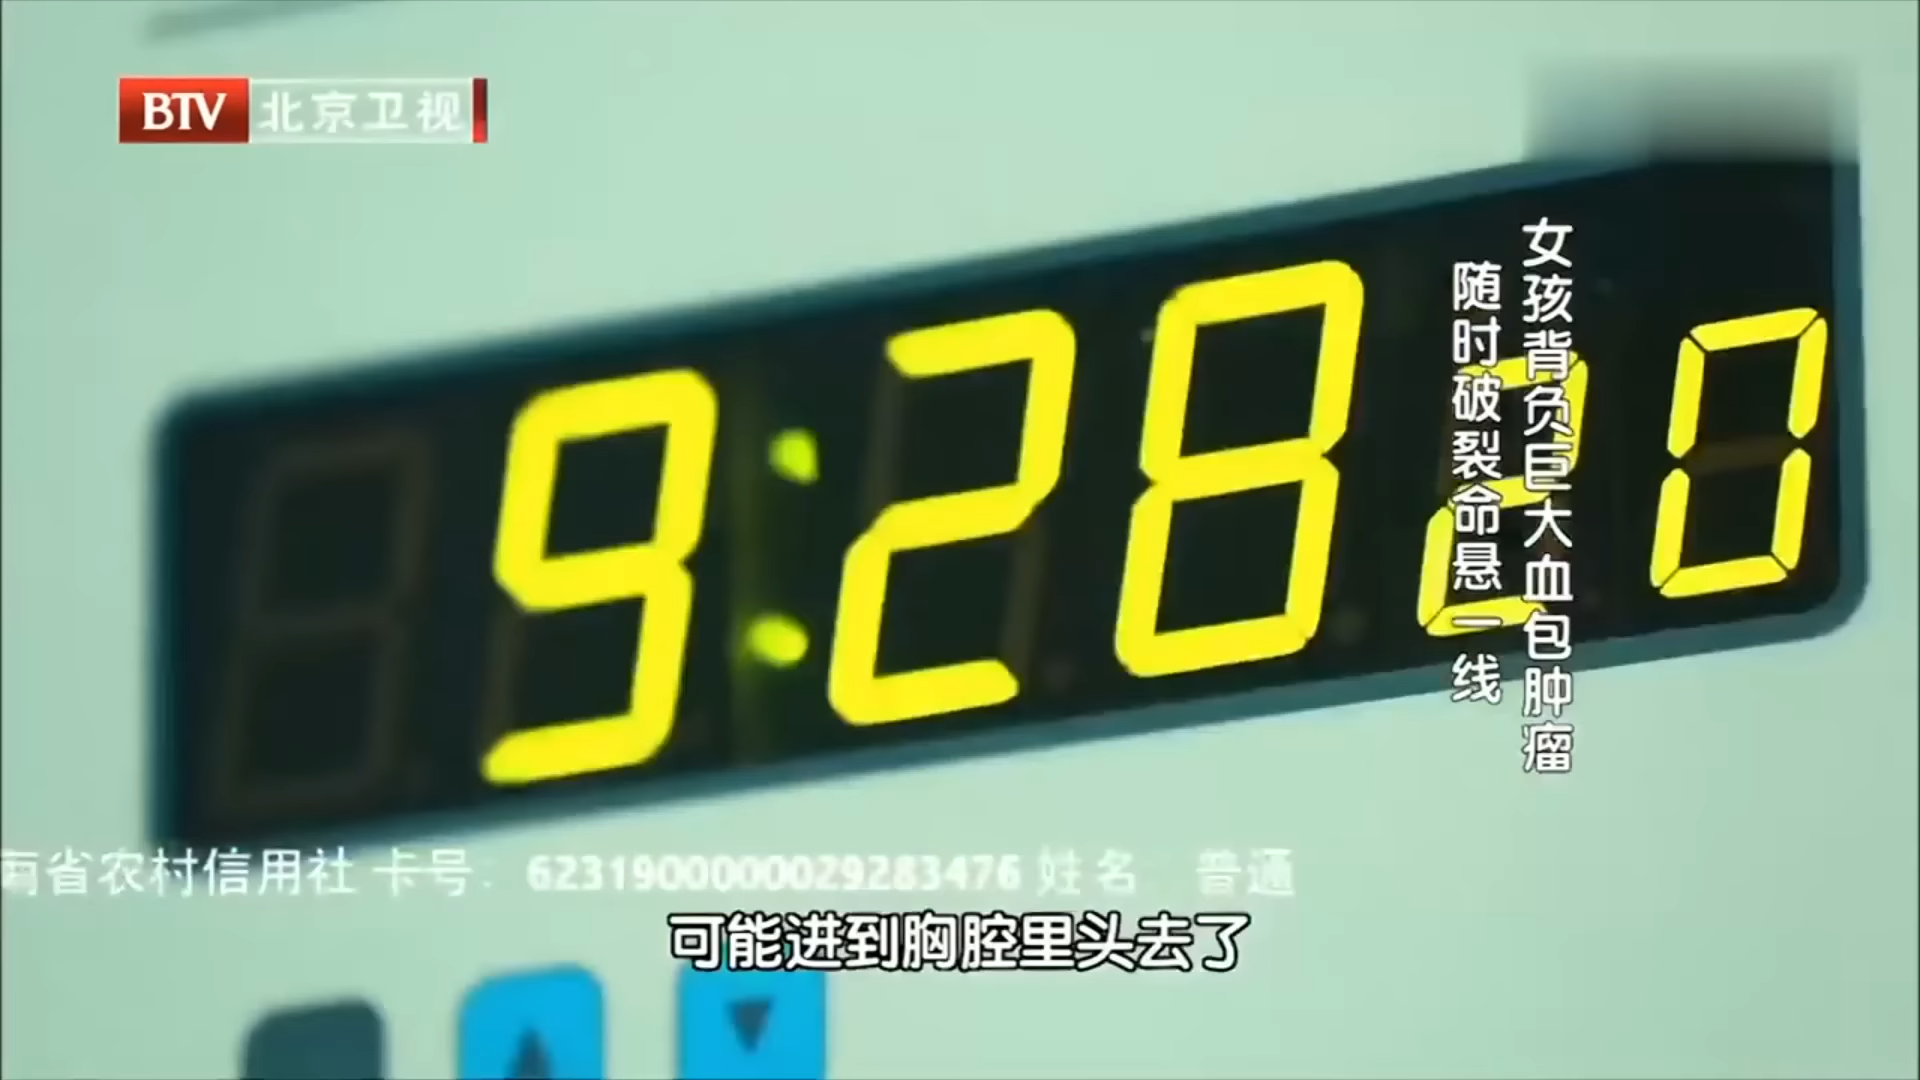 BTV 北京卫视
女孩背负巨大血包肿瘤
随时破裂命悬一线
9:28 20
南省农村信用社 卡号: 6231900000029283476 姓名: 普通
可能进到胸腔里头去了